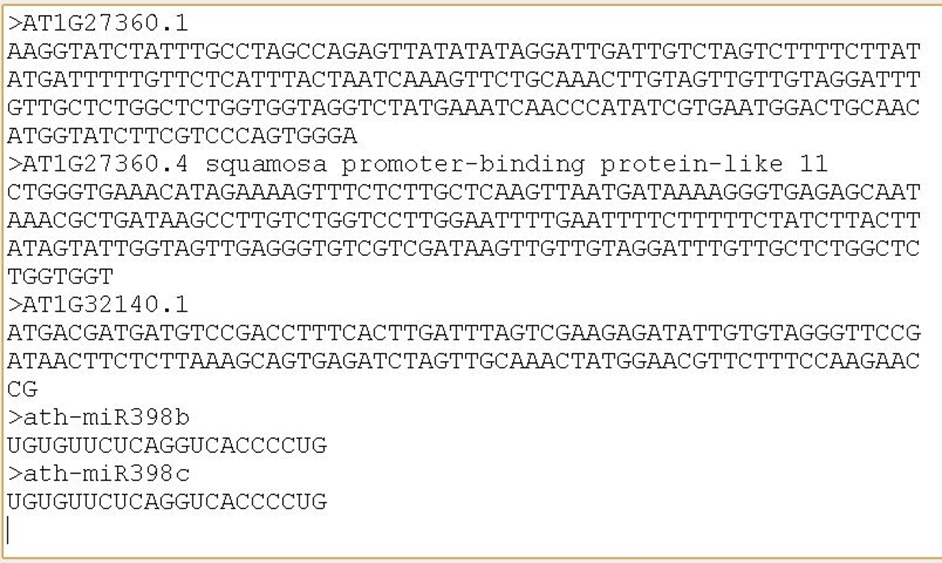 >AT1G27360.1
AAGGTATCTATTTGCCTAGCCAGAGTTATATATAGGATTGATTGTCTAGTCTTTTCTTAT
ATGATTTTTGTTCTCATTTACTAATCAAAGTTCTGCAAACTTGTAGTTGTTGTAGGATTT
GTTGCTCTGGCTCTGGTGGTAGGTCTATGAAATCAACCCATATCGTGAATGGACTGCAAC
ATGGTATCTTCGTCCCAGTGGGA
>AT1G27360.4 squamosa promoter-binding protein-like 11
CTGGGTGAAACATAGAAAAGTTTCTCTTGCTCAAGTTAATGATAAAAGGGTGAGAGCAAT
AAACGCTGATAAGCCTTGTCTGGTCCTTGGAATTTTGAATTTTCTTTTTCTATCTTACTT
ATAGTATTGGTAGTTGAGGGTGTCGTCGATAAGTTGTTGTAGGATTTGTTGCTCTGGCTC
TGGTGGT
>AT1G32140.1
ATGACGATGATGTCCGACCTTTCACTTGATTTAGTCGAAGAGATATTGTGTAGGGTTCCG
ATAACTTCTCTTAAAGCAGTGAGATCTAGTTGCAAACTATGGAACGTTCTTTCCAAGAAC
CG
>ath-miR398b
UGUGUUCUCAGGUCACCCCUG
>ath-miR398c
UGUGUUCUCAGGUCACCCCUG